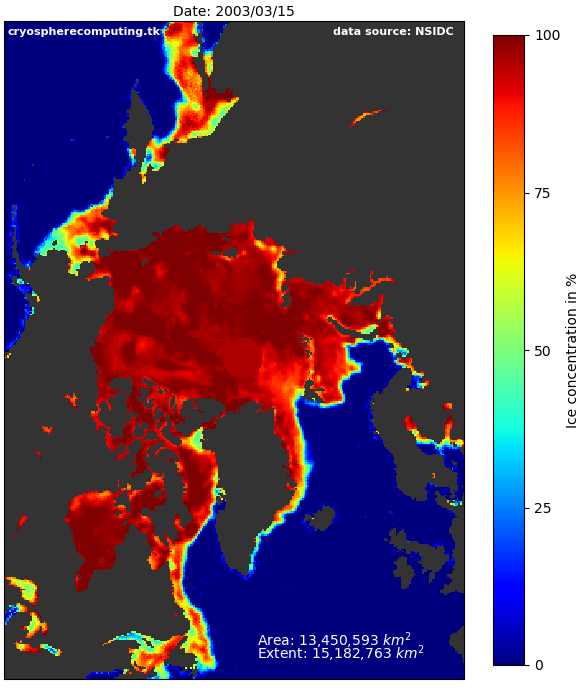 Date: 2003/03/15
cryospherecomputing.tk
data source: NSIDC
100
75
50
25
0
Ice concentration in %
Area: 13,450,593 km²
Extent: 15,182,763 km²